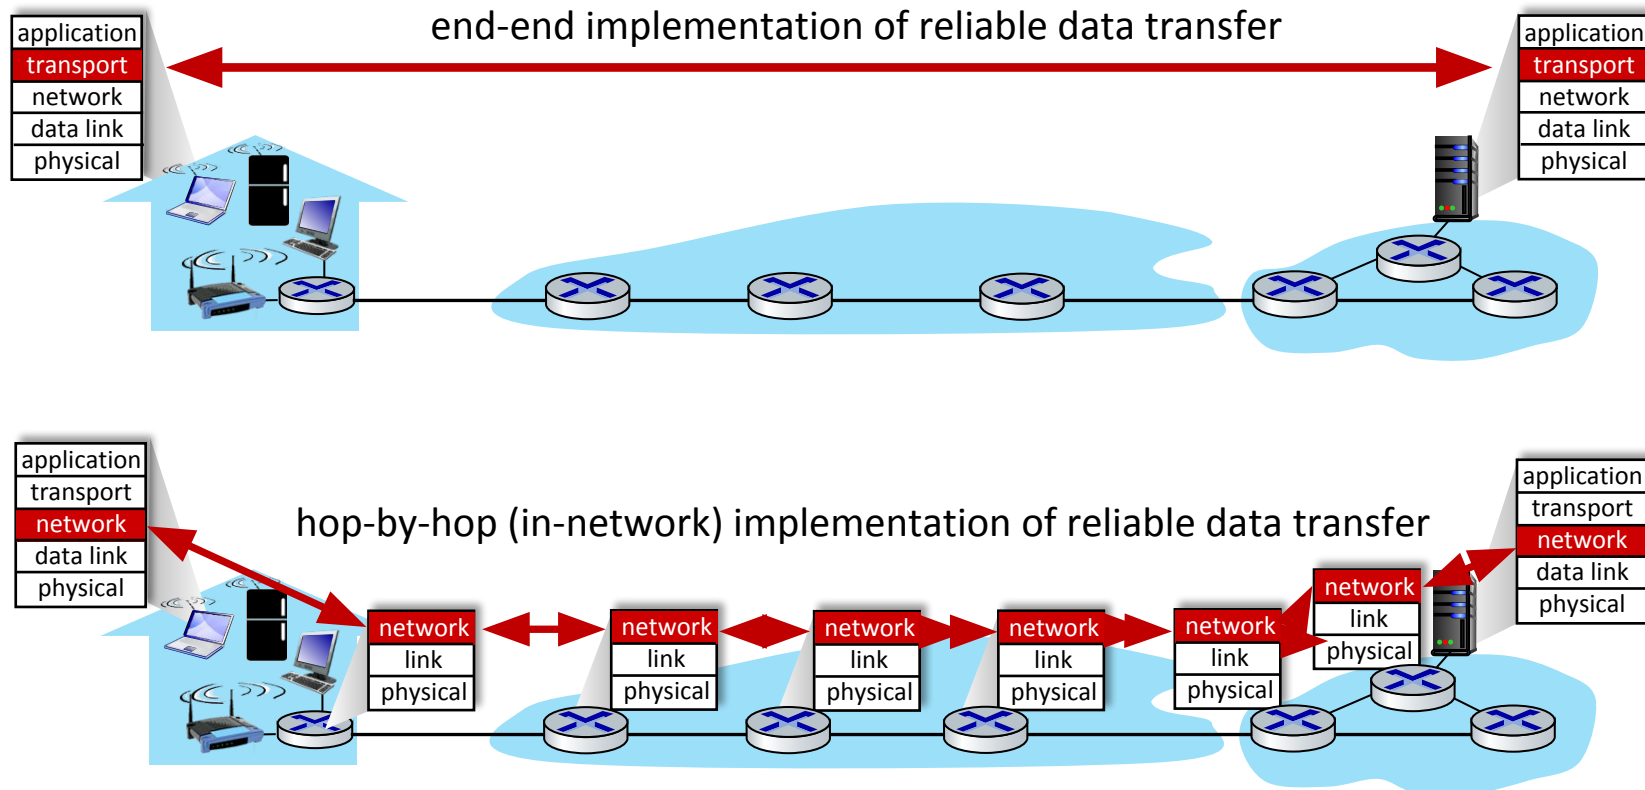 end-end implementation of reliable data transfer
application
transport
network
data link
physical
application
transport
network
data link
physical
hop-by-hop (in-network) implementation of reliable data transfer
application
transport
network
data link
physical
network
link
physical
network
link
physical
network
link
physical
network
link
physical
network
link
physical
network
link
physical
application
transport
network
data link
physical